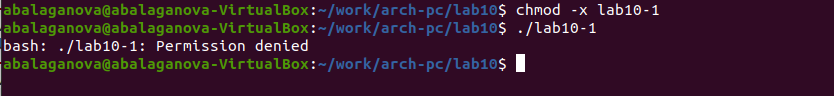 abalaganova@abalaganova-VirtualBox:~/work/arch-pc/lab10$ chmod -x lab10-1
abalaganova@abalaganova-VirtualBox:~/work/arch-pc/lab10$ ./lab10-1
bash: ./lab10-1: Permission denied
abalaganova@abalaganova-VirtualBox:~/work/arch-pc/lab10$